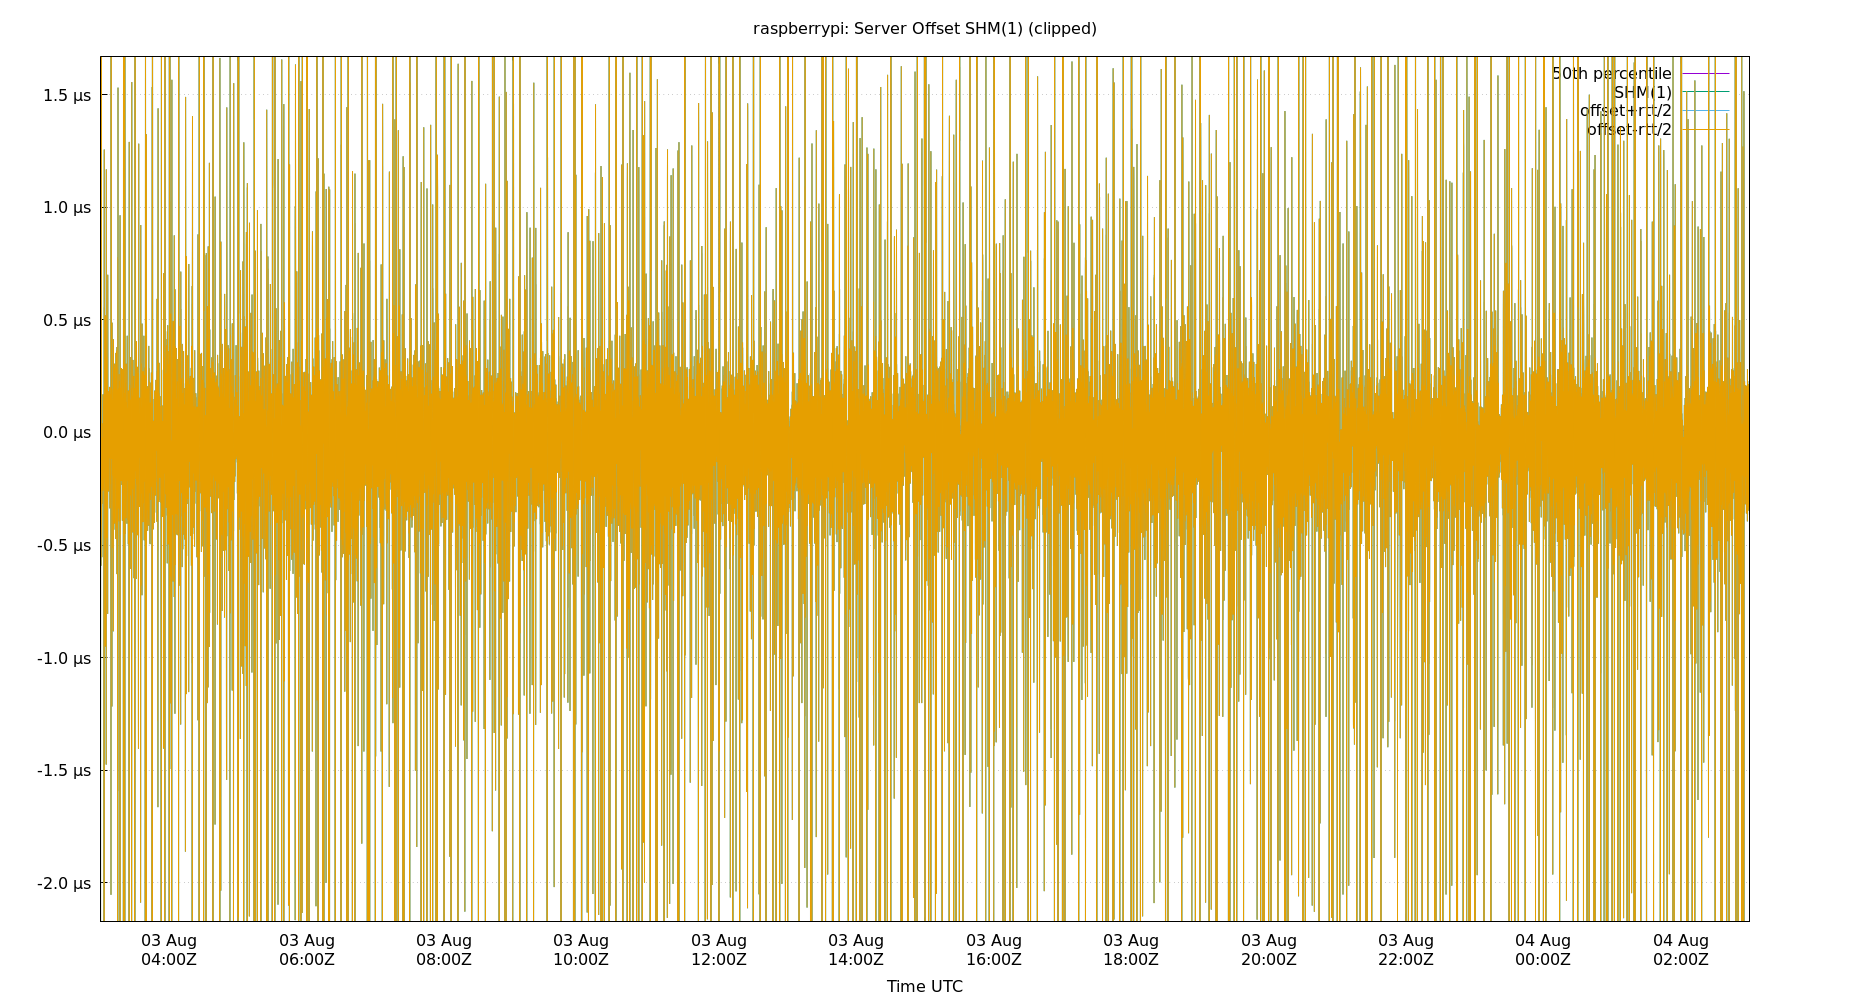 raspberrypi: Server Offset SHM(1) (clipped)
50th percentile
SHM(1)
offset+rtt/2
offset-rtt/2
1.5 µs
1.0 µs
0.5 µs
0.0 µs
-0.5 µs
-1.0 µs
-1.5 µs
-2.0 µs
03 Aug 03 Aug 03 Aug 03 Aug 03 Aug 03 Aug 03 Aug 03 Aug 03 Aug 03 Aug 04 Aug 04 Aug
04:00Z 06:00Z 08:00Z 10:00Z 12:00Z 14:00Z 16:00Z 18:00Z 20:00Z 22:00Z 00:00Z 02:00Z
Time UTC